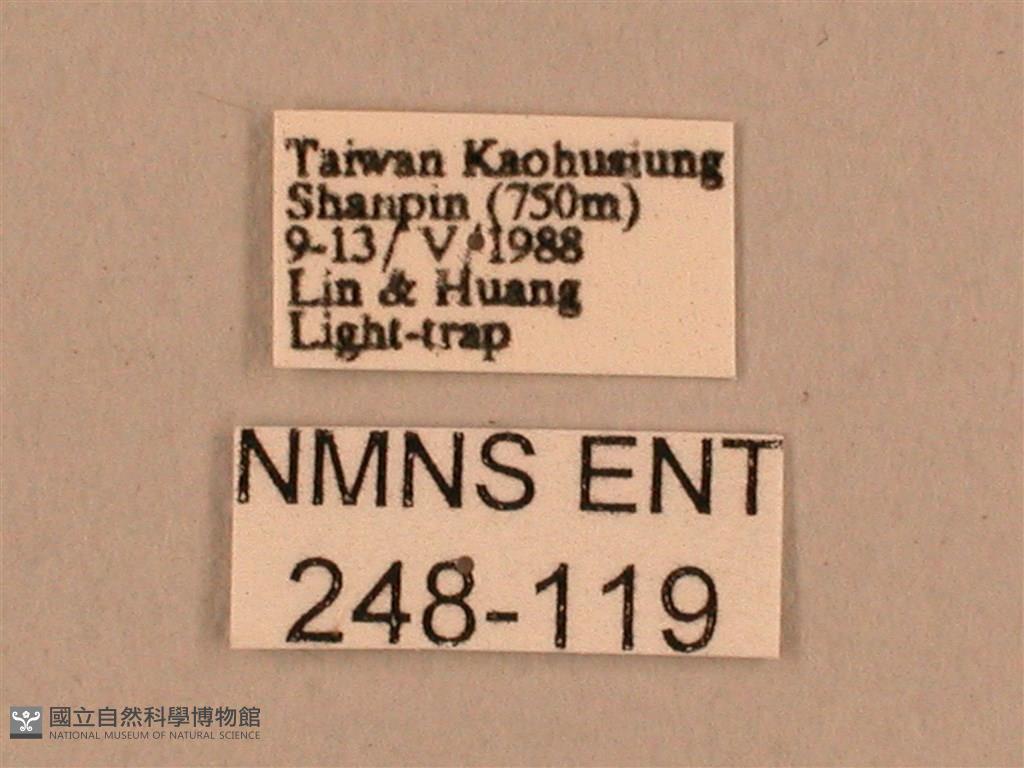 Taiwan Kaohusiung
Shanpin (750m)
9-13/ V/ 1988
Lin & Huang
Light-trap
NMNS ENT
248-119
國立自然科學博物館
NATIONAL MUSEUM OF NATURAL SCIENCE